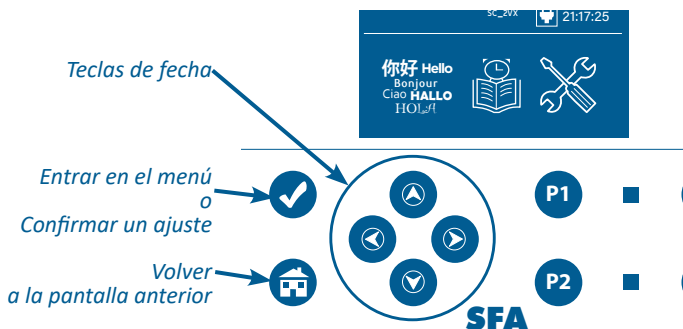 sc_2vx 21:17:25
Teclas de fecha
你好 Hello
Bonjour
Ciao HALLO
HOLA
Entrar en el menú
o
Confirmar un ajuste
P1
Volver
a la pantalla anterior
P2
SFA